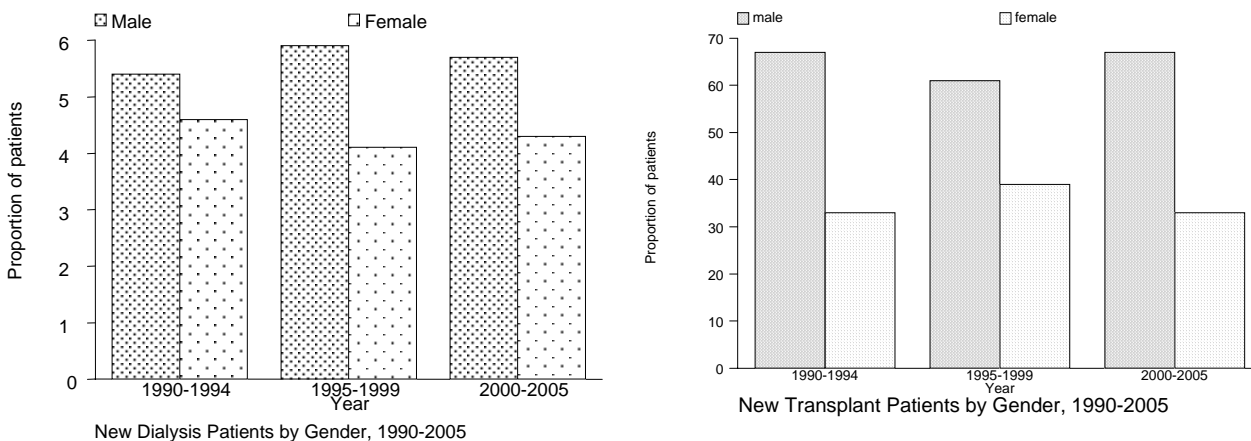 Male
Female
Proportion of patients
6
5
4
3
2
1
0
1990-1994
1995-1999
2000-2005
Year
New Dialysis Patients by Gender, 1990-2005
male
female
Proportion of patients
70
60
50
40
30
20
10
0
1990-1994
1995-1999
2000-2005
Year
New Transplant Patients by Gender, 1990-2005